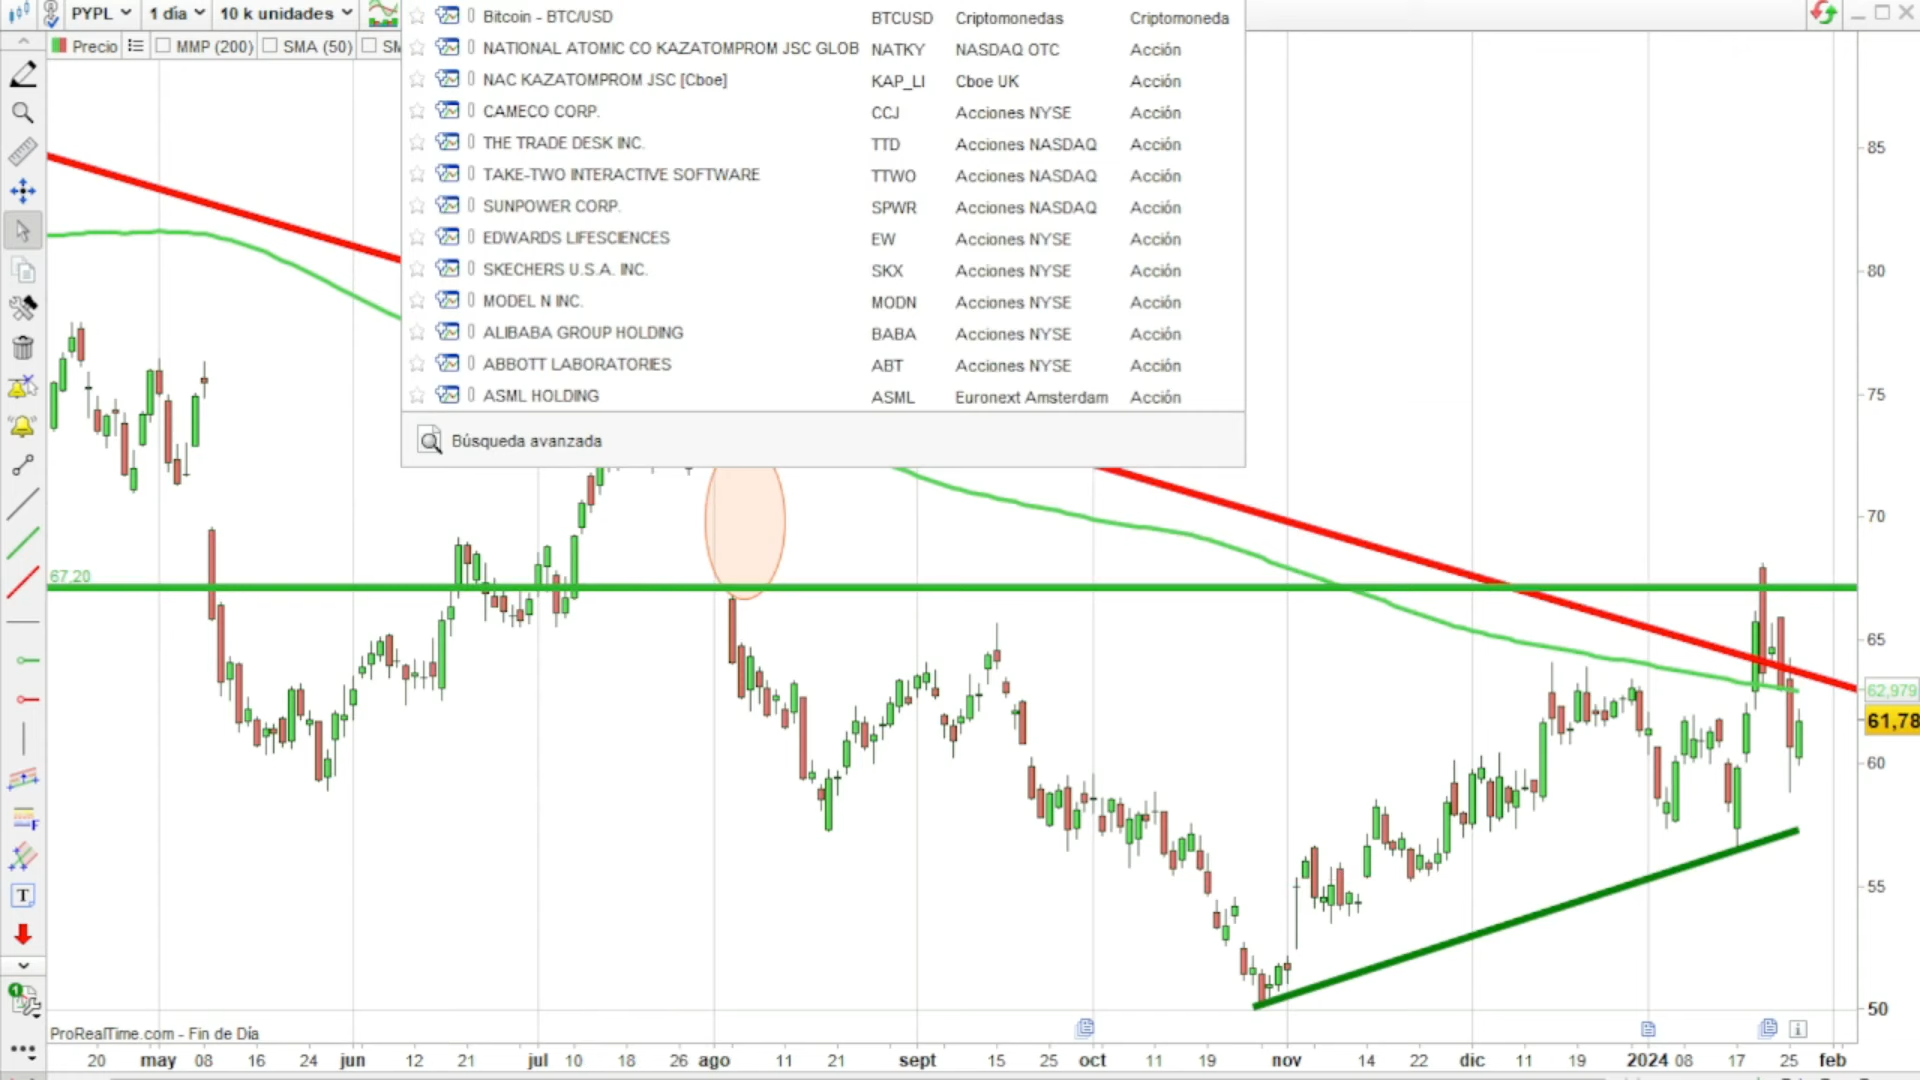 PYPL 1 día 10 k unidades
Precio MMP (200) SMA (50) SM
Bitcoin - BTC/USD BTCUSD Criptomonedas Criptomoneda
NATIONAL ATOMIC CO KAZATOMPROM JSC GLOB NATKY NASDAQ OTC Acción
NAC KAZATOMPROM JSC [Cboe] KAP_LI Cboe UK Acción
CAMECO CORP. CCJ Acciones NYSE Acción
THE TRADE DESK INC. TTD Acciones NASDAQ Acción
TAKE-TWO INTERACTIVE SOFTWARE TTWO Acciones NASDAQ Acción
SUNPOWER CORP. SPWR Acciones NASDAQ Acción
EDWARDS LIFESCIENCES EW Acciones NYSE Acción
SKECHERS U.S.A. INC. SKX Acciones NYSE Acción
MODEL N INC. MODN Acciones NYSE Acción
ALIBABA GROUP HOLDING BABA Acciones NYSE Acción
ABBOTT LABORATORIES ABT Acciones NYSE Acción
ASML HOLDING ASML Euronext Amsterdam Acción
Búsqueda avanzada
85
80
75
70
67,20
65
62,979
61,78
60
55
50
F
T
1
ProRealTime.com - Fin de Día
20 may 08 16 24 jun 12 21 jul 10 18 26 ago 11 21 sept 15 25 oct 11 19 nov 14 22 dic 11 19 2024 08 17 25 feb